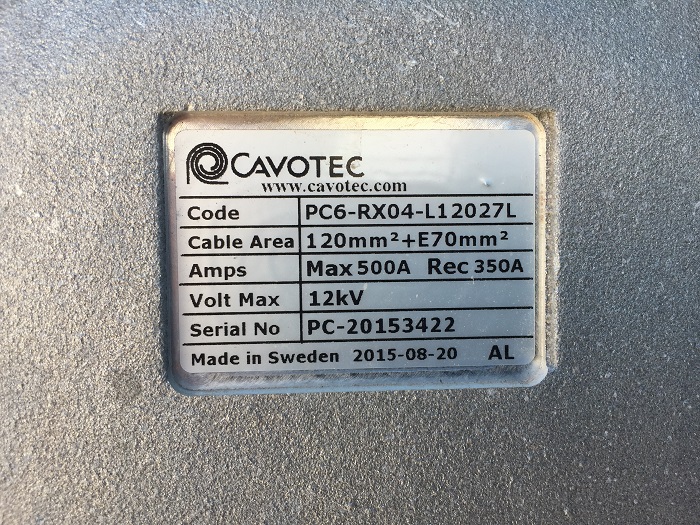 CAVOTEC
www.cavotec.com
Code PC6-RX04-L12027L
Cable Area 120mm²+E70mm²
Amps Max 500A Rec 350A
Volt Max 12kV
Serial No PC-20153422
Made in Sweden 2015-08-20 AL